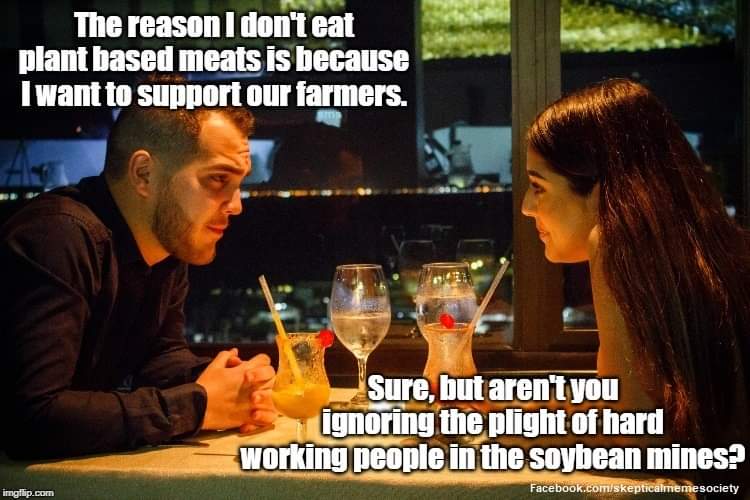 The reason I don't eat
plant based meats is because
I want to support our farmers.
Sure, but aren't you
ignoring the plight of hard
working people in the soybean mines?
imgflip.com
Facebook.com/skepticalmemesociety